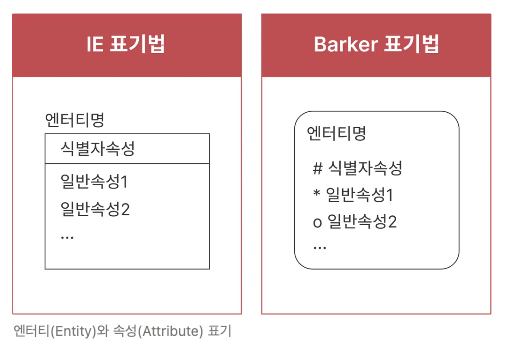 IE 표기법
엔터티명
식별자속성
일반속성1
일반속성2
...
Barker 표기법
엔터티명
# 식별자속성
* 일반속성1
o 일반속성2
...
엔터티(Entity)와 속성(Attribute) 표기